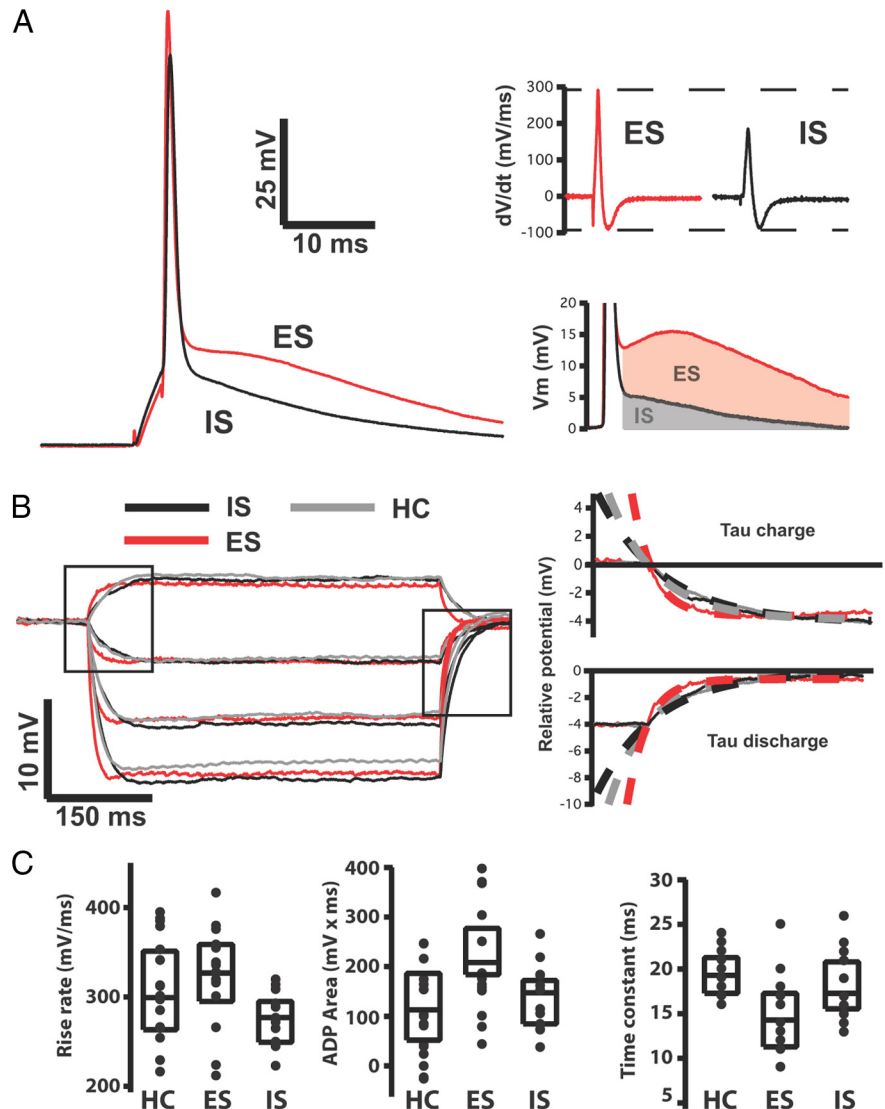 A
25 mV
10 ms
ES
IS
dV/dt (mV/ms)
300
200
100
0
-100
ES
IS
Vm (mV)
20
15
10
5
0
ES
IS
B
IS
HC
ES
10 mV
150 ms
Relative potential (mV)
4
2
0
-2
-4
Tau charge
0
-2
-4
-6
-8
-10
Tau discharge
C
Rise rate (mV/ms)
400
300
200
HC ES IS
ADP Area (mV x ms)
400
300
200
100
0
HC ES IS
Time constant (ms)
30
25
20
15
10
5
HC ES IS